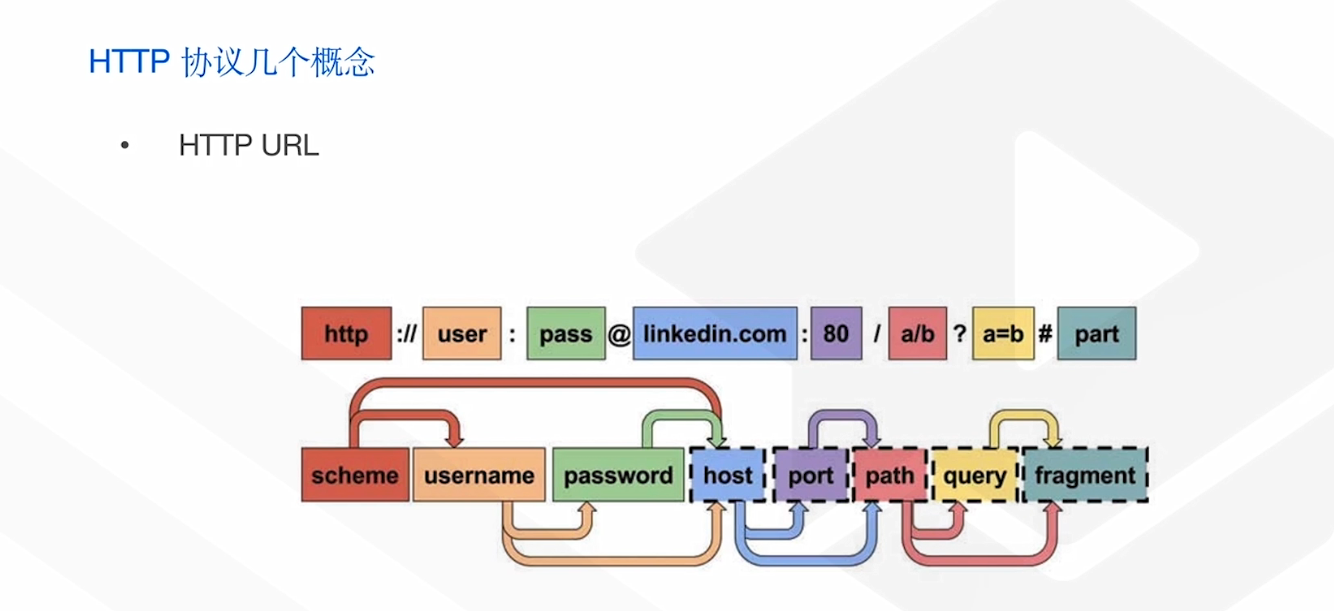 HTTP 协议几个概念
• HTTP URL
http :// user : pass @ linkedin.com : 80 / a/b ? a=b # part
scheme username password host port path query fragment